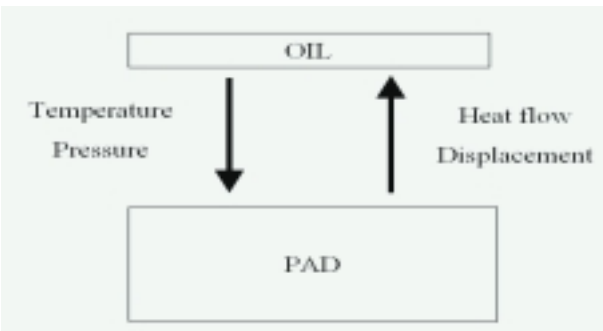 OIL
Temperature
Pressure
Heat flow
Displacement
PAD